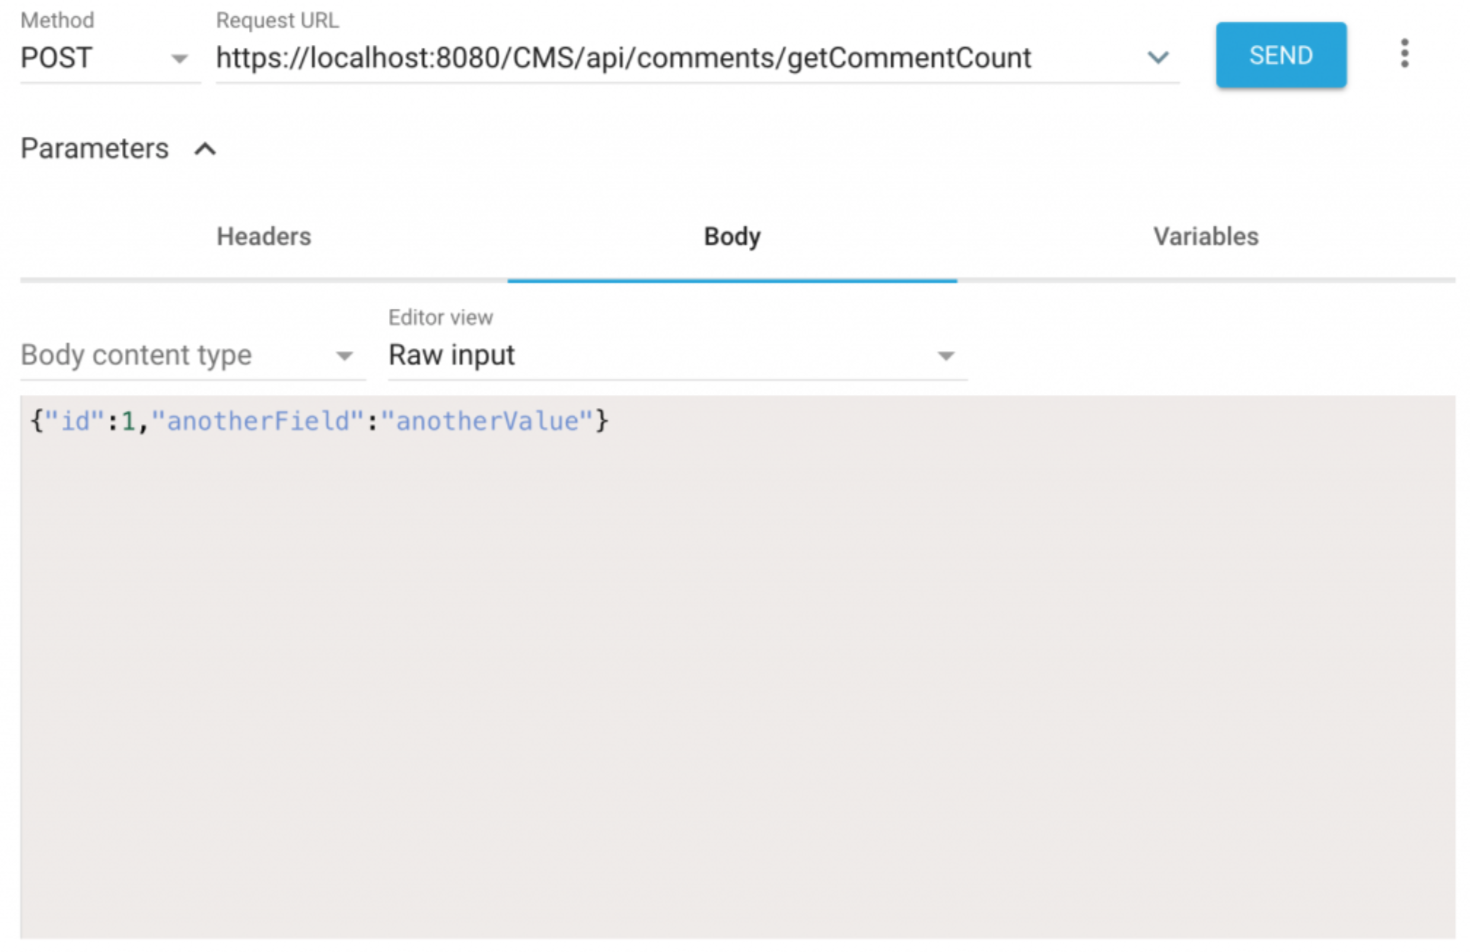 Method
Request URL
POST
https://localhost:8080/CMS/api/comments/getCommentCount
SEND
Parameters
Headers
Body
Variables
Editor view
Body content type
Raw input
{"id":1,"anotherField":"anotherValue"}